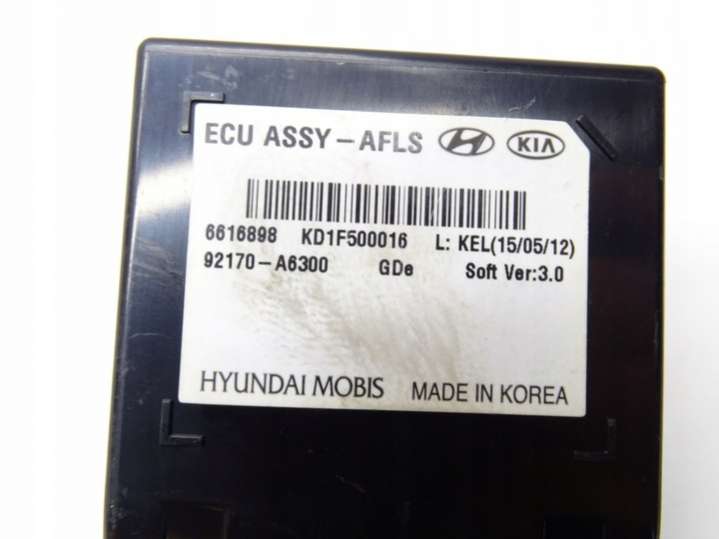 ECU ASSY-AFLS KIA
6616898 KD1F500016 L: KEL(15/05/12)
92170-A6300 GDe Soft Ver:3.0
HYUNDAI MOBIS MADE IN KOREA